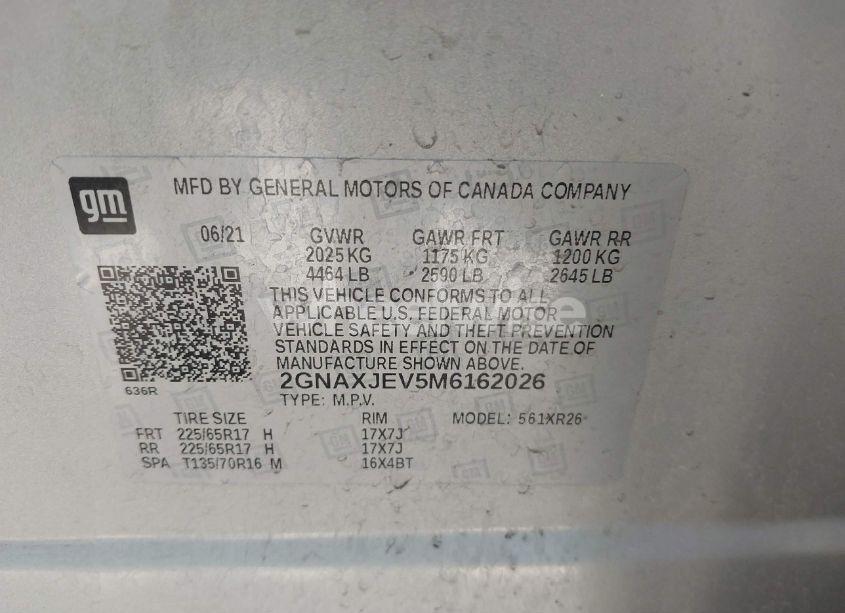 gm
MFD BY GENERAL MOTORS OF CANADA COMPANY
06/21 GVWR GAWR FRT GAWR RR
2025 KG 1175 KG 1200 KG
4464 LB 2590 LB 2645 LB
THIS VEHICLE CONFORMS TO ALL
APPLICABLE U.S. FEDERAL MOTOR
VEHICLE SAFETY AND THEFT PREVENTION
STANDARDS IN EFFECT ON THE DATE OF
MANUFACTURE SHOWN ABOVE.
2GNAXJEV5M6162026
636R
TYPE: M.P.V.
TIRE SIZE RIM MODEL: 561XR26
FRT 225/65R17 H 17X7J
RR 225/65R17 H 17X7J
SPA T135/70R16 M 16X4BT